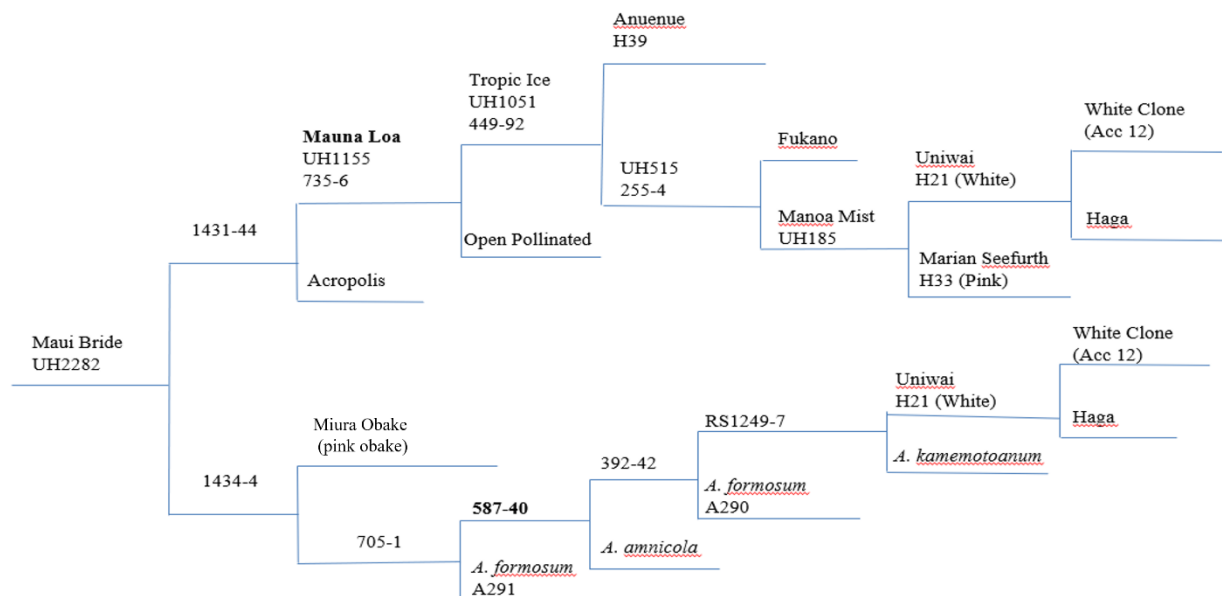 Anuenue
H39
Tropic Ice
UH1051
449-92
White Clone
(Acc 12)
Mauna Loa
UH1155
735-6
Fukano
UH515
255-4
Uniwai
H21 (White)
Haga
Manoa Mist
UH185
1431-44
Open Pollinated
Marian Seefurth
H33 (Pink)
Acropolis
Maui Bride
UH2282
White Clone
(Acc 12)
Uniwai
H21 (White)
Haga
Miura Obake
(pink obake)
RS1249-7
A. kamemotoanum
392-42
1434-4
A. formosum
A290
587-40
705-1
A. amnicola
A. formosum
A291